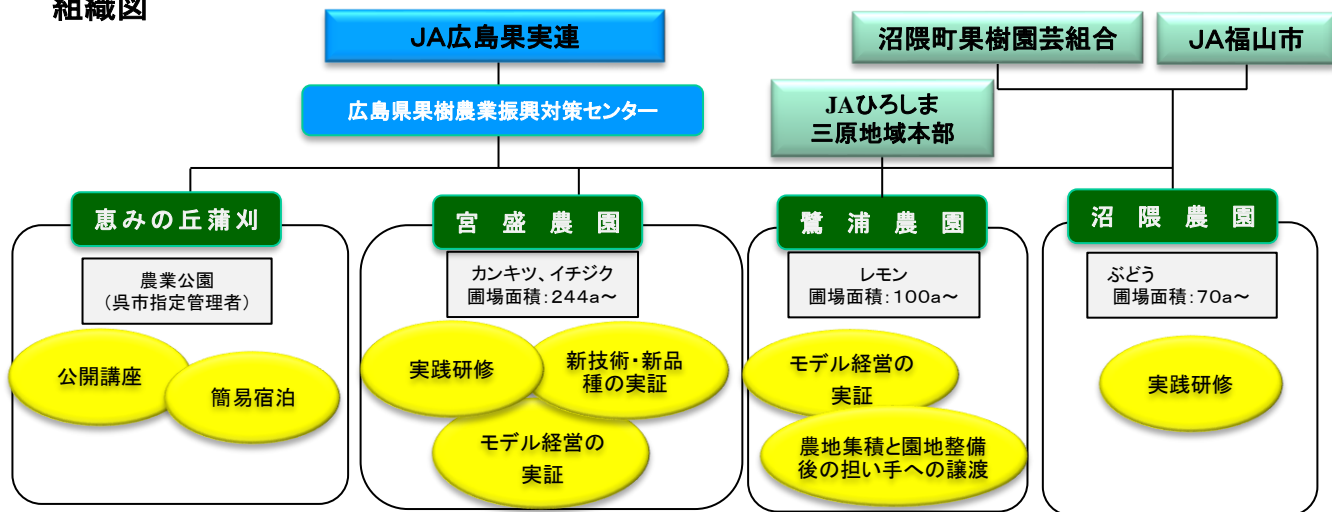 組織図
JA広島果実連
沼隈町果樹園芸組合
JA福山市
広島県果樹農業振興対策センター
JAひろしま
三原地域本部
恵みの丘蒲刈
農業公園
(呉市指定管理者)
公開講座
簡易宿泊
宮盛農園
カンキツ、イチジク
圃場面積:244a～
実践研修
新技術・新品
種の実証
モデル経営の
実証
鷺浦農園
レモン
圃場面積:100a～
モデル経営の
実証
農地集積と園地整備
後の担い手への譲渡
沼隈農園
ぶどう
圃場面積:70a～
実践研修